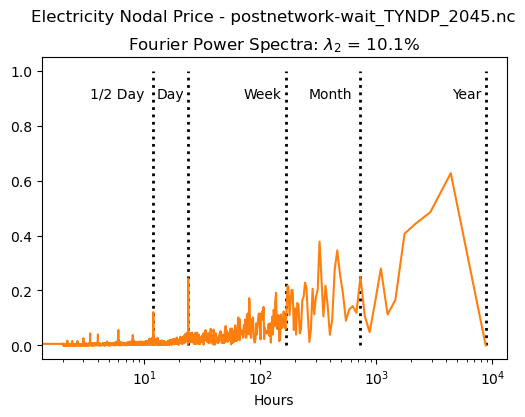 Electricity Nodal Price - postnetwork-wait_TYNDP_2045.nc
Fourier Power Spectra: λ₂ = 10.1%
1.0
1/2 Day Day Week Month Year
0.8
0.6
0.4
0.2
0.0
10¹ 10² 10³ 10⁴
Hours